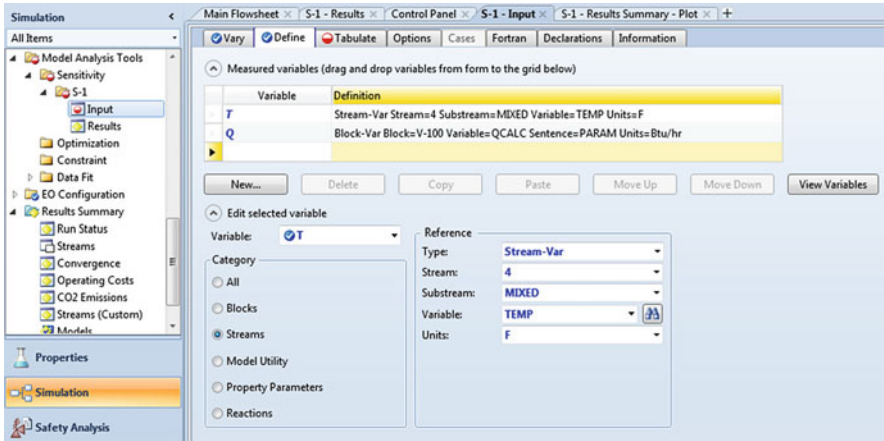 Simulation
All Items
Model Analysis Tools
Sensitivity
S-1
Input
Results
Optimization
Constraint
Data Fit
EO Configuration
Results Summary
Run Status
Streams
Convergence
Operating Costs
CO2 Emissions
Streams (Custom)
Models
Properties
Simulation
Safety Analysis
Main Flowsheet × S-1 - Results × Control Panel × S-1 - Input × S-1 - Results Summary - Plot × +
Vary Define Tabulate Options Cases Fortran Declarations Information
Measured variables (drag and drop variables from form to the grid below)
Variable Definition
T Stream-Var Stream=4 Substream=MIXED Variable=TEMP Units=F
Q Block-Var Block=V-100 Variable=QCALC Sentence=PARAM Units=Btu/hr
New... Delete Copy Paste Move Up Move Down View Variables
Edit selected variable
Variable: T
Category
All
Blocks
Streams
Model Utility
Property Parameters
Reactions
Reference
Type: Stream-Var
Stream: 4
Substream: MIXED
Variable: TEMP
Units: F